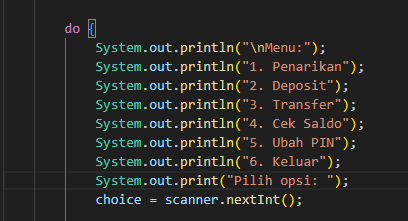 do {
System.out.println("\nMenu:");
System.out.println("1. Penarikan");
System.out.println("2. Deposit");
System.out.println("3. Transfer");
System.out.println("4. Cek Saldo");
System.out.println("5. Ubah PIN");
System.out.println("6. Keluar");
System.out.print("Pilih opsi: ");
choice = scanner.nextInt();